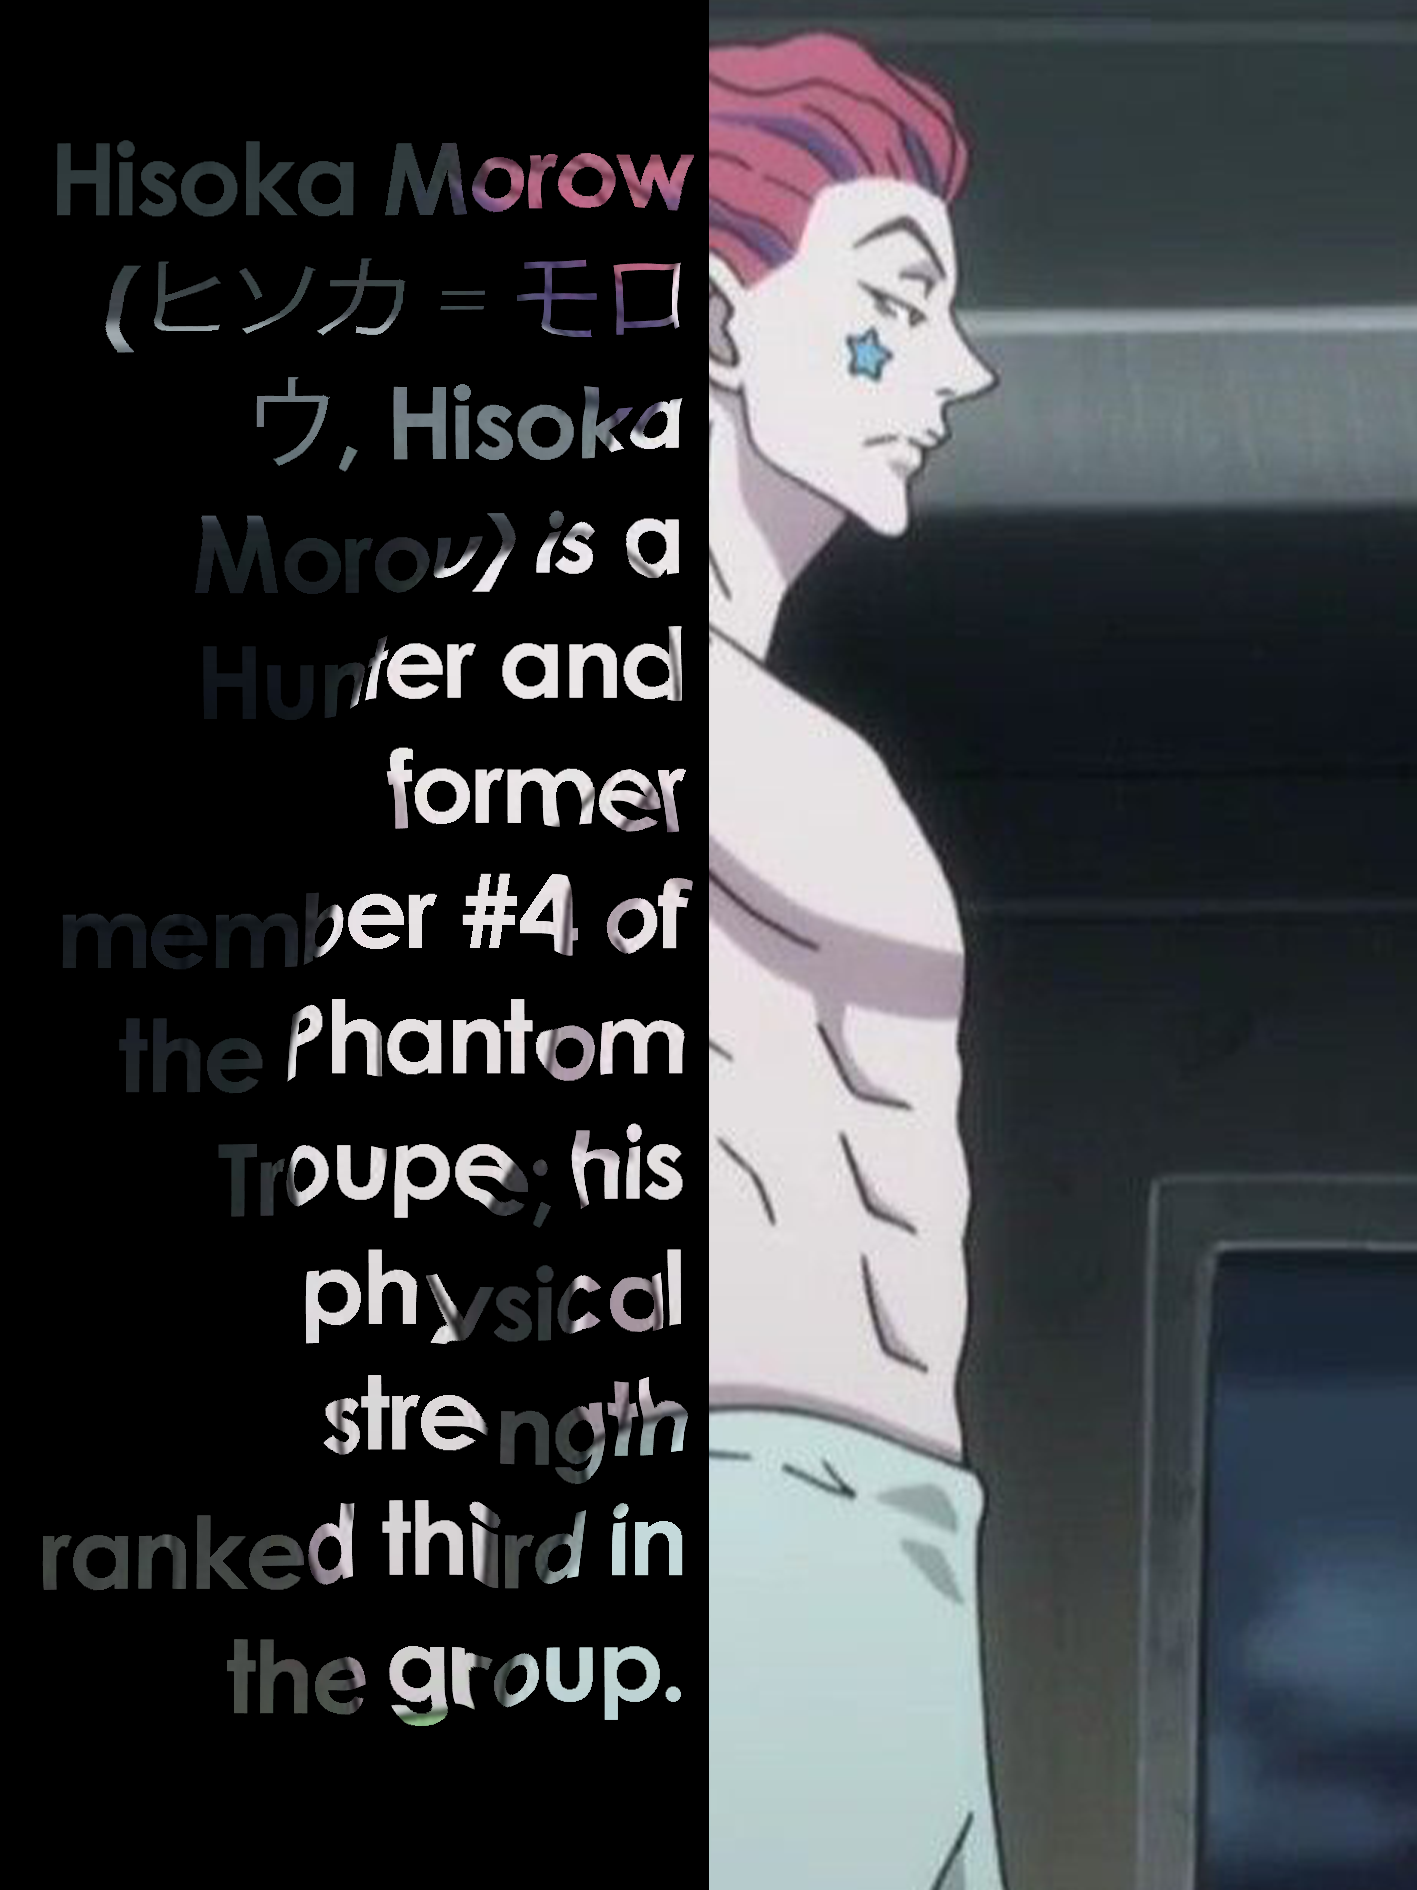 Hisoka Morow
(ヒソカ = モロ
ウ, Hisoka
Morou) is a
Hunter and
former
member #4 of
the Phantom
Troupe; his
physical
strength
ranked third in
the group.